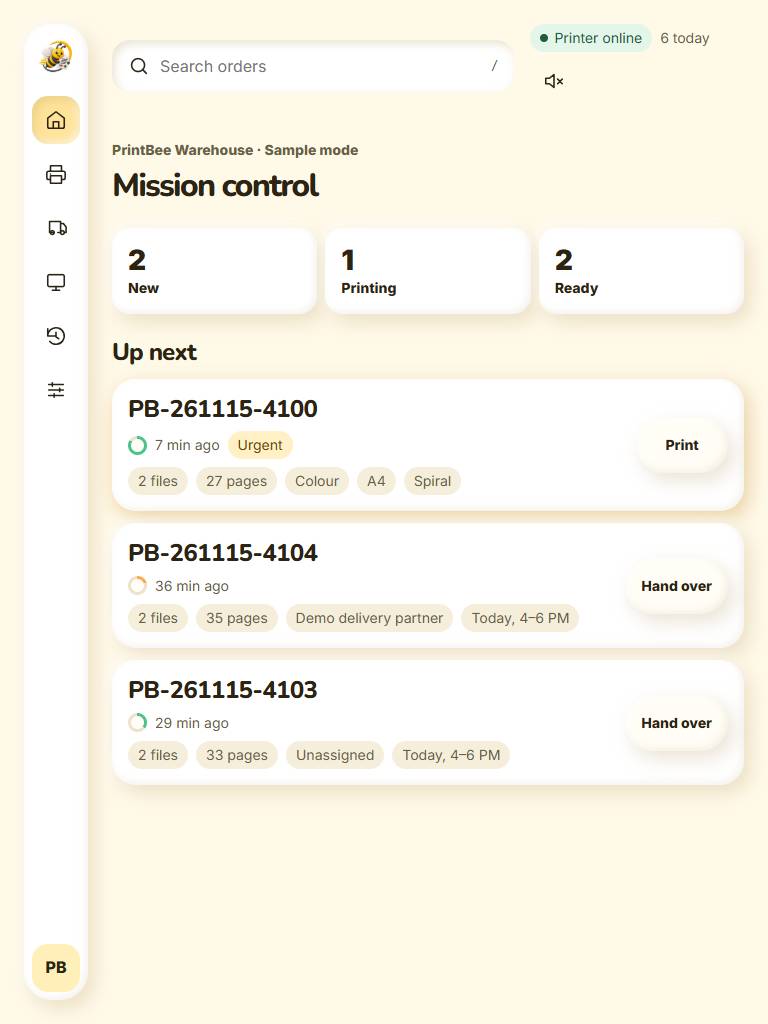 Search orders /
Printer online 6 today
PrintBee Warehouse · Sample mode
Mission control
2 1 2
New Printing Ready
Up next
PB-261115-4100
7 min ago Urgent
2 files 27 pages Colour A4 Spiral
Print
PB-261115-4104
36 min ago
2 files 35 pages Demo delivery partner Today, 4–6 PM
Hand over
PB-261115-4103
29 min ago
2 files 33 pages Unassigned Today, 4–6 PM
Hand over
PB